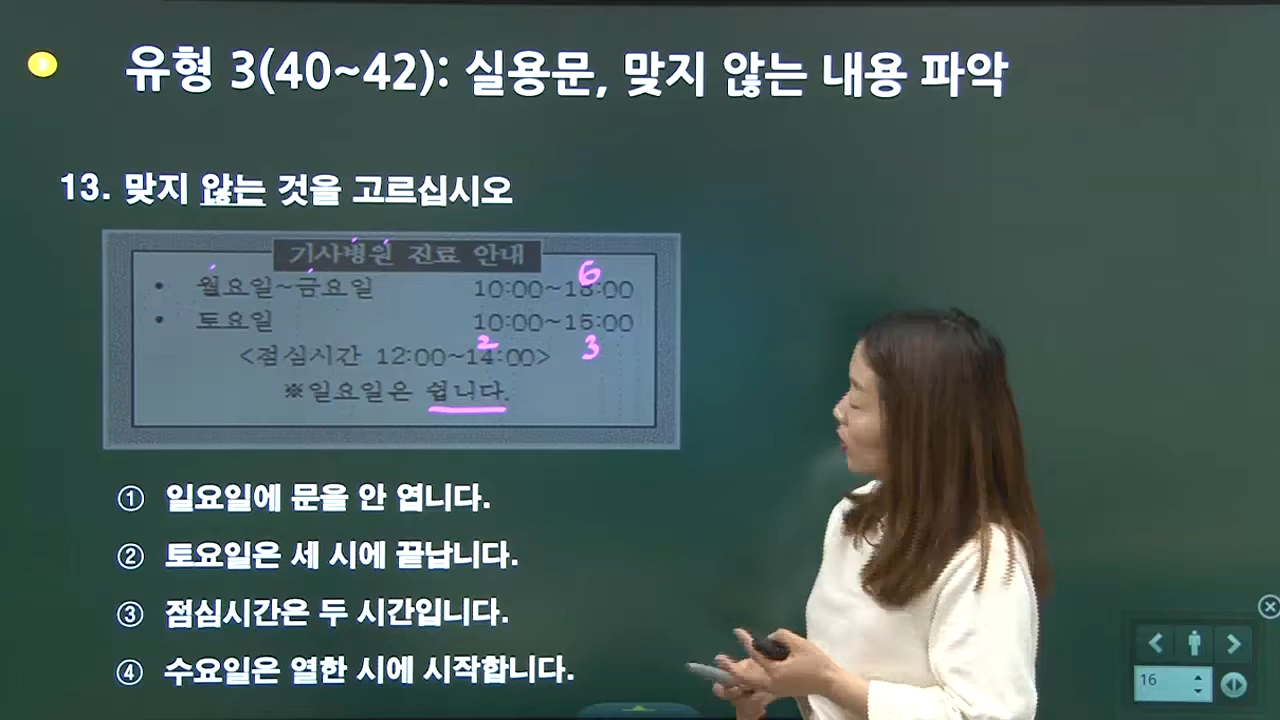 유형 3(40~42): 실용문, 맞지 않는 내용 파악
13. 맞지 않는 것을 고르십시오
기사병원 진료 안내
• 월요일~금요일 10:00~18:00
6
• 토요일 10:00~15:00
2 3
<점심시간 12:00~14:00>
※일요일은 쉽니다.
① 일요일에 문을 안 엽니다.
② 토요일은 세 시에 끝납니다.
③ 점심시간은 두 시간입니다.
④ 수요일은 열한 시에 시작합니다.
16